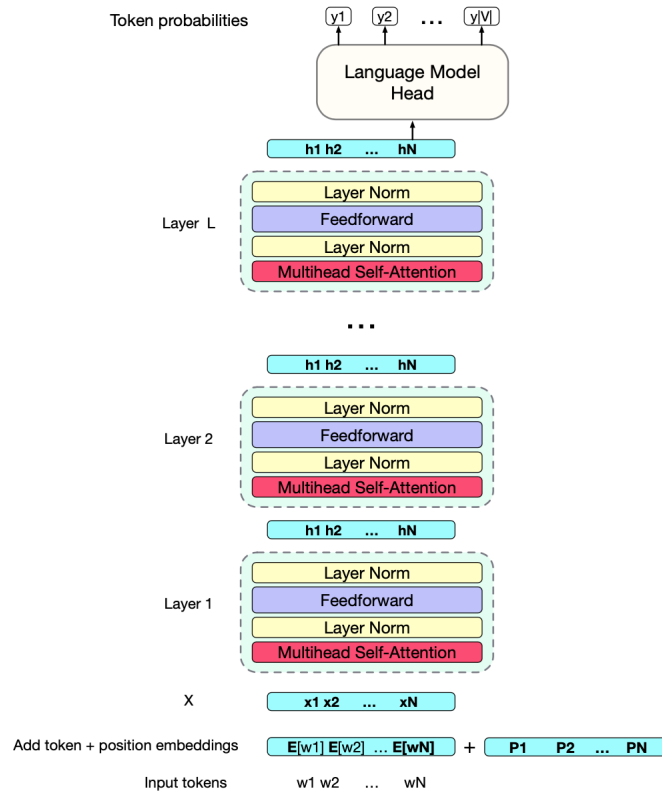 Token probabilities y1 y2 ... y|V|
Language Model
Head
h1 h2 ... hN
Layer Norm
Layer L Feedforward
Layer Norm
Multihead Self-Attention
...
h1 h2 ... hN
Layer Norm
Layer 2 Feedforward
Layer Norm
Multihead Self-Attention
h1 h2 ... hN
Layer Norm
Layer 1 Feedforward
Layer Norm
Multihead Self-Attention
X x1 x2 ... xN
Add token + position embeddings E[w1] E[w2] ... E[wN] + P1 P2 ... PN
Input tokens w1 w2 ... wN